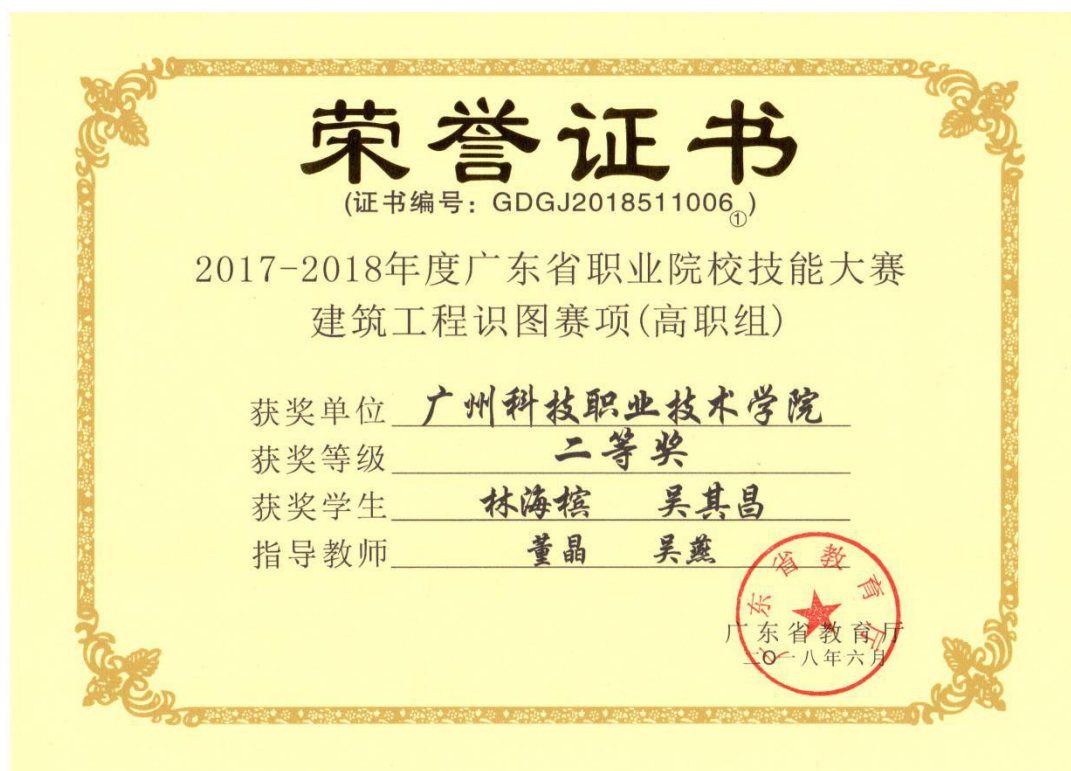 荣誉证书
(证书编号：GDGJ2018511006①)
2017-2018年度广东省职业院校技能大赛
建筑工程识图赛项(高职组)
获奖单位 广州科技职业技术学院
获奖等级 二等奖
获奖学生 林海槟 吴其昌
指导教师 董晶 吴燕
广东省教育厅
广东省教育厅
二〇一八年六月